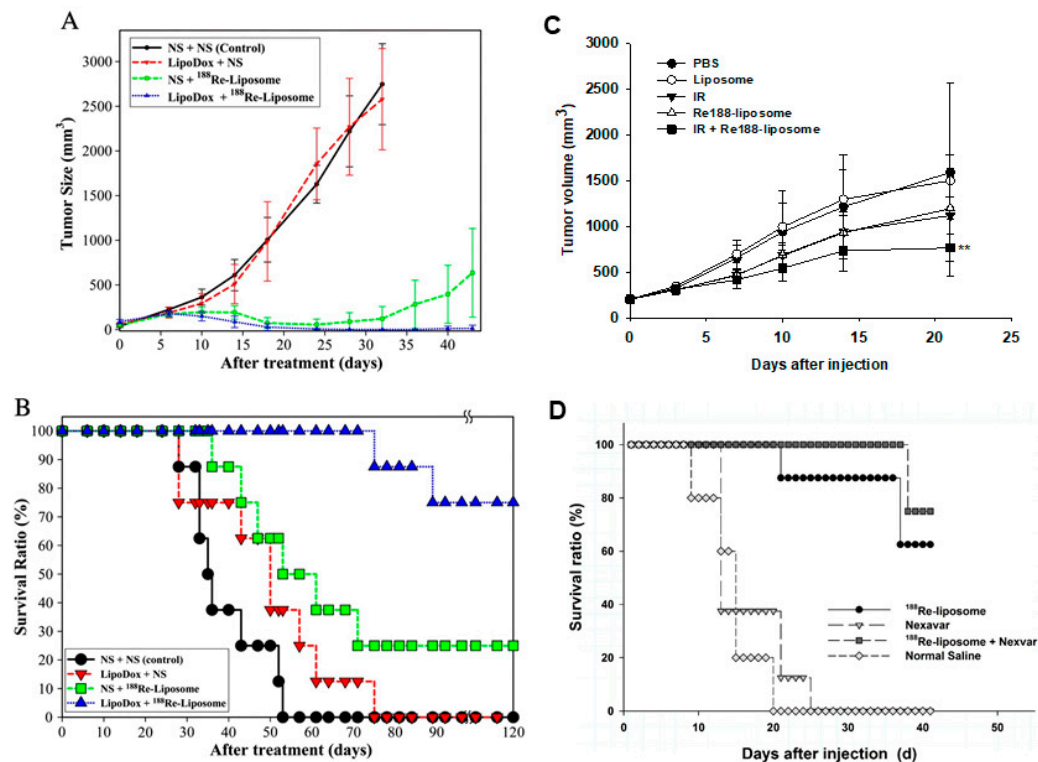 A
NS + NS (Control)
LipoDox + NS
NS + ¹⁸⁸Re-Liposome
LipoDox + ¹⁸⁸Re-Liposome
3000
2500
2000
1500
1000
500
0
Tumor Size (mm³)
0 5 10 15 20 25 30 35 40
After treatment (days)
C
PBS
Liposome
IR
Re188-liposome
IR + Re188-liposome
3000
2500
2000
1500
1000
500
0
Tumor volume (mm³)
**
0 5 10 15 20 25
Days after injection
B
100
90
80
70
60
50
40
30
20
10
0
Survival Ratio (%)
NS + NS (control)
LipoDox + NS
NS + ¹⁸⁸Re-Liposome
LipoDox + ¹⁸⁸Re-Liposome
0 10 20 30 40 50 60 70 80 90 120
After treatment (days)
D
100
80
60
40
20
0
Survival ratio (%)
¹⁸⁸Re-liposome
Nexavar
¹⁸⁸Re-liposome + Nexvar
Normal Saline
0 10 20 30 40 50
Days after injection (d)